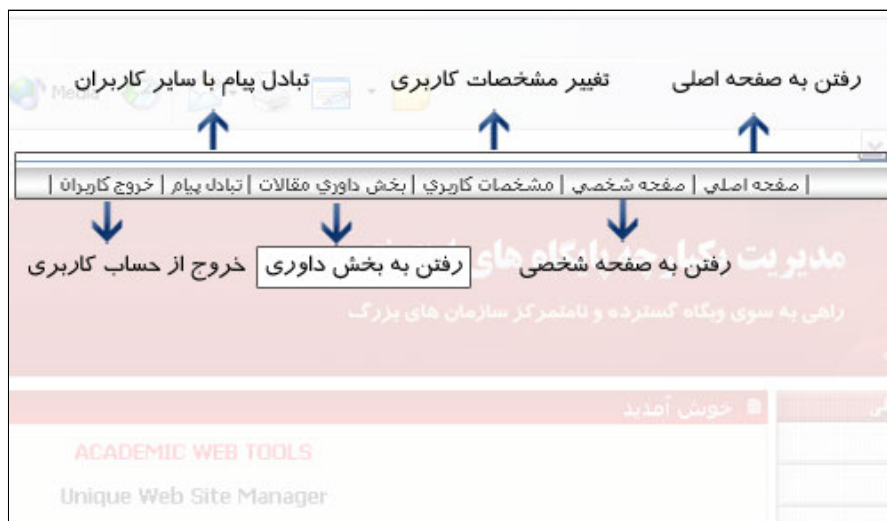 Media
رفتن به صفحه اصلی تغییر مشخصات کاربری تبادل پیام با سایر کاربران
| صفحه اصلي | صفحه شخصي | مشخصات كاربري | بخش داوري مقالات | تبادل پيام | خروج كاربران |
رفتن به صفحه شخصی رفتن به بخش داوری خروج از حساب کاربری
مدیریت یکپارچه پایگاه های
راهی به سوی وبگاه گسترده و نامتمرکز سازمان های بزرگ
خوش آمدید
ACADEMIC WEB TOOLS
Unique Web Site Manager